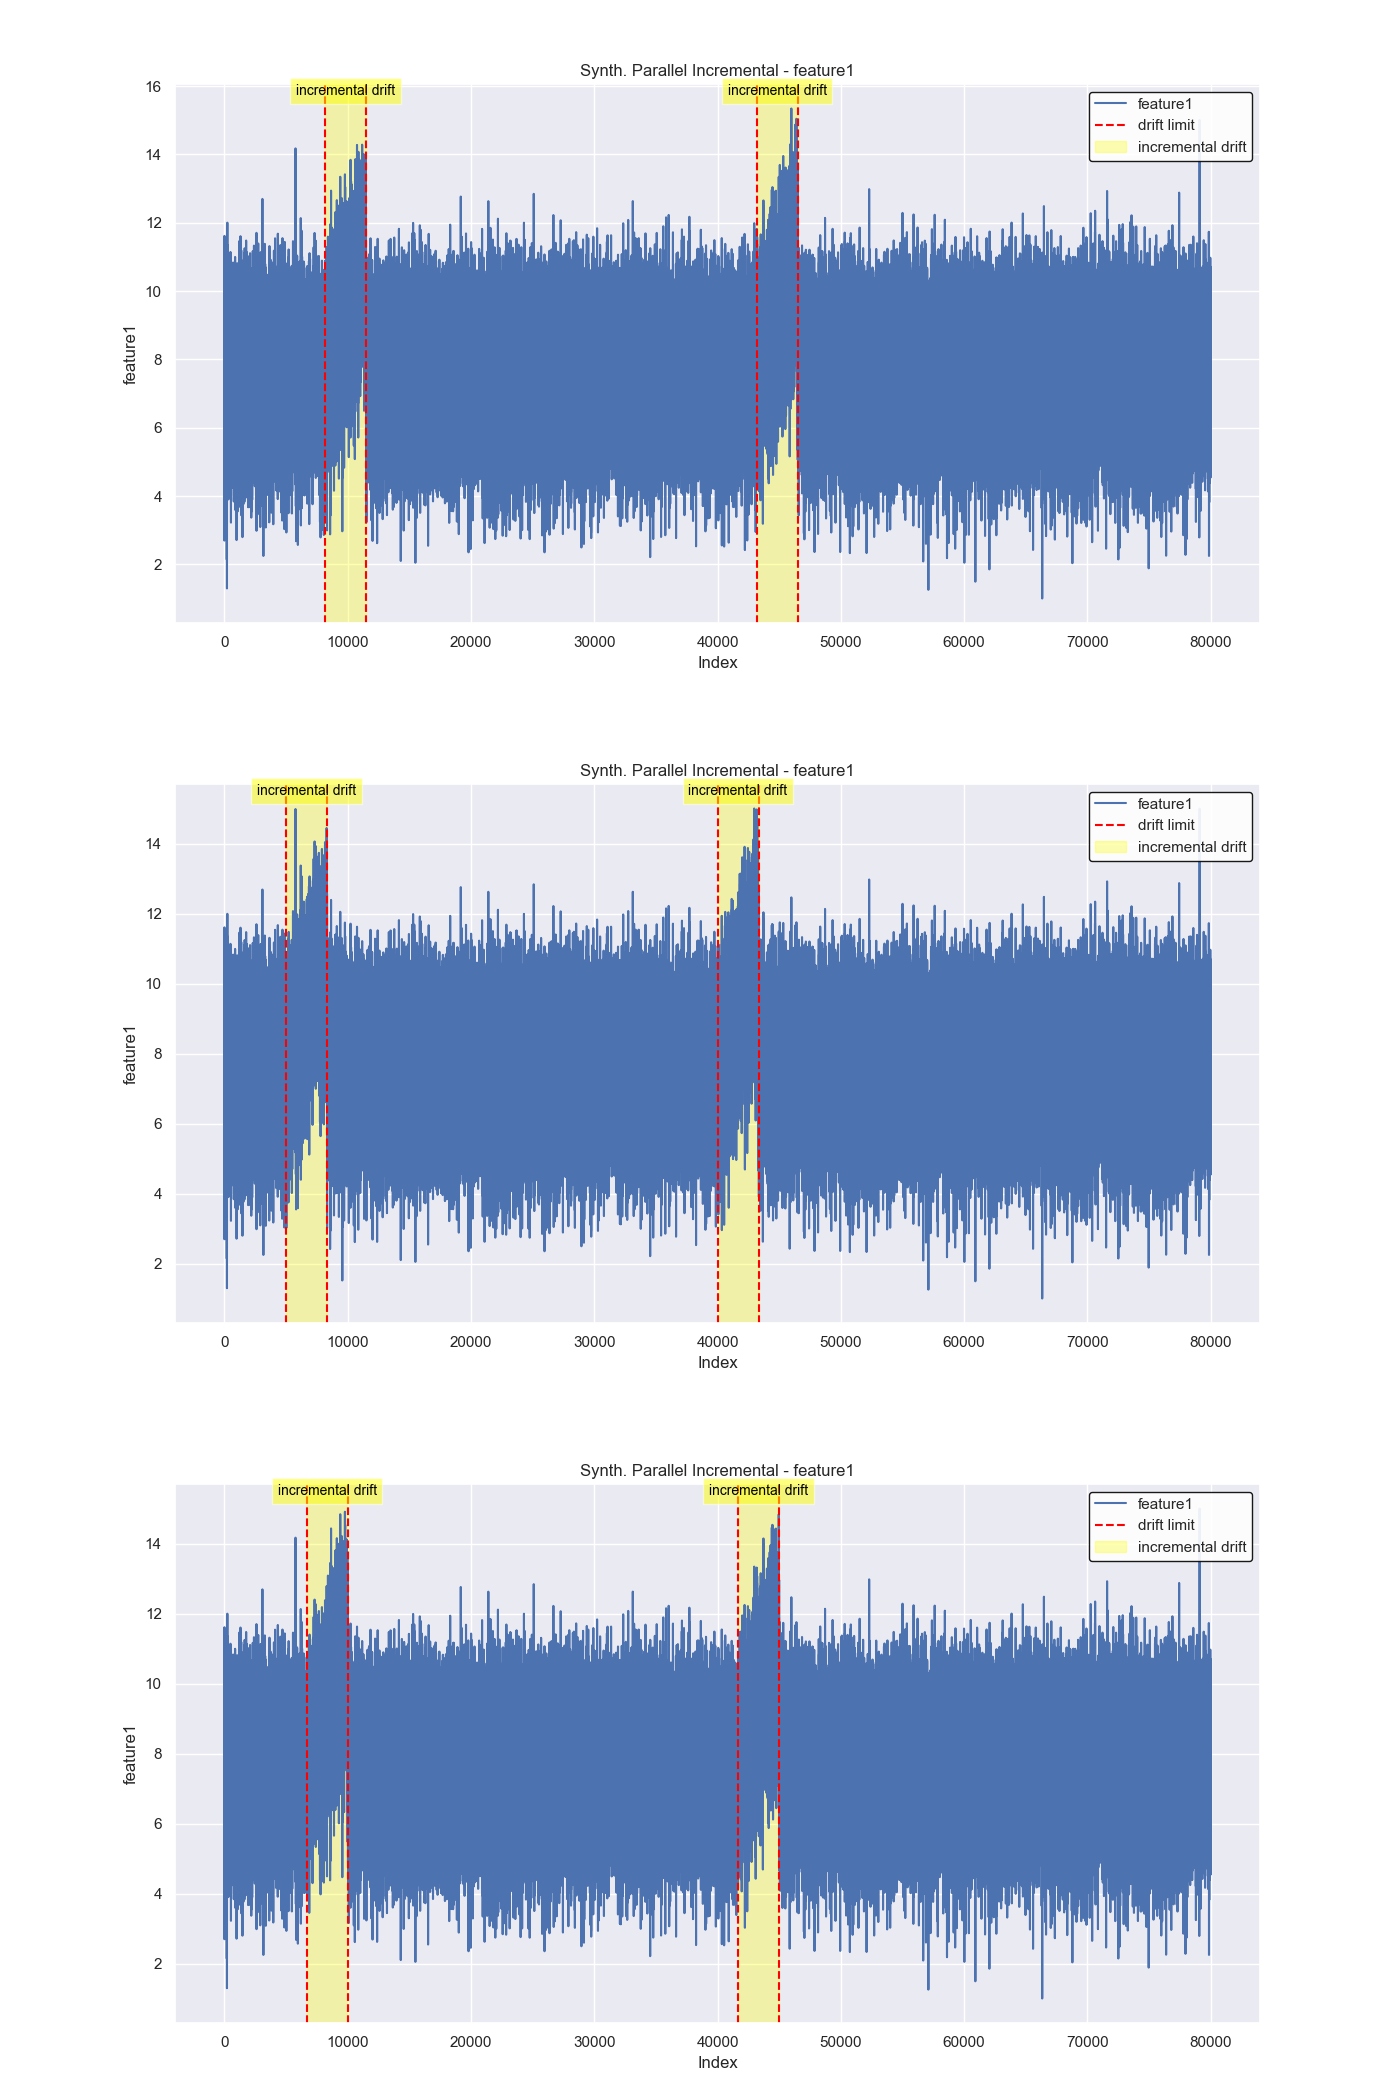 Synth. Parallel Incremental - feature1
incremental drift
incremental drift
feature1
drift limit
incremental drift
16
14
12
10
8
6
4
2
feature1
0 10000 20000 30000 40000 50000 60000 70000 80000
Index
Synth. Parallel Incremental - feature1
incremental drift
incremental drift
feature1
drift limit
incremental drift
14
12
10
8
6
4
2
feature1
0 10000 20000 30000 40000 50000 60000 70000 80000
Index
Synth. Parallel Incremental - feature1
incremental drift
incremental drift
feature1
drift limit
incremental drift
14
12
10
8
6
4
2
feature1
0 10000 20000 30000 40000 50000 60000 70000 80000
Index